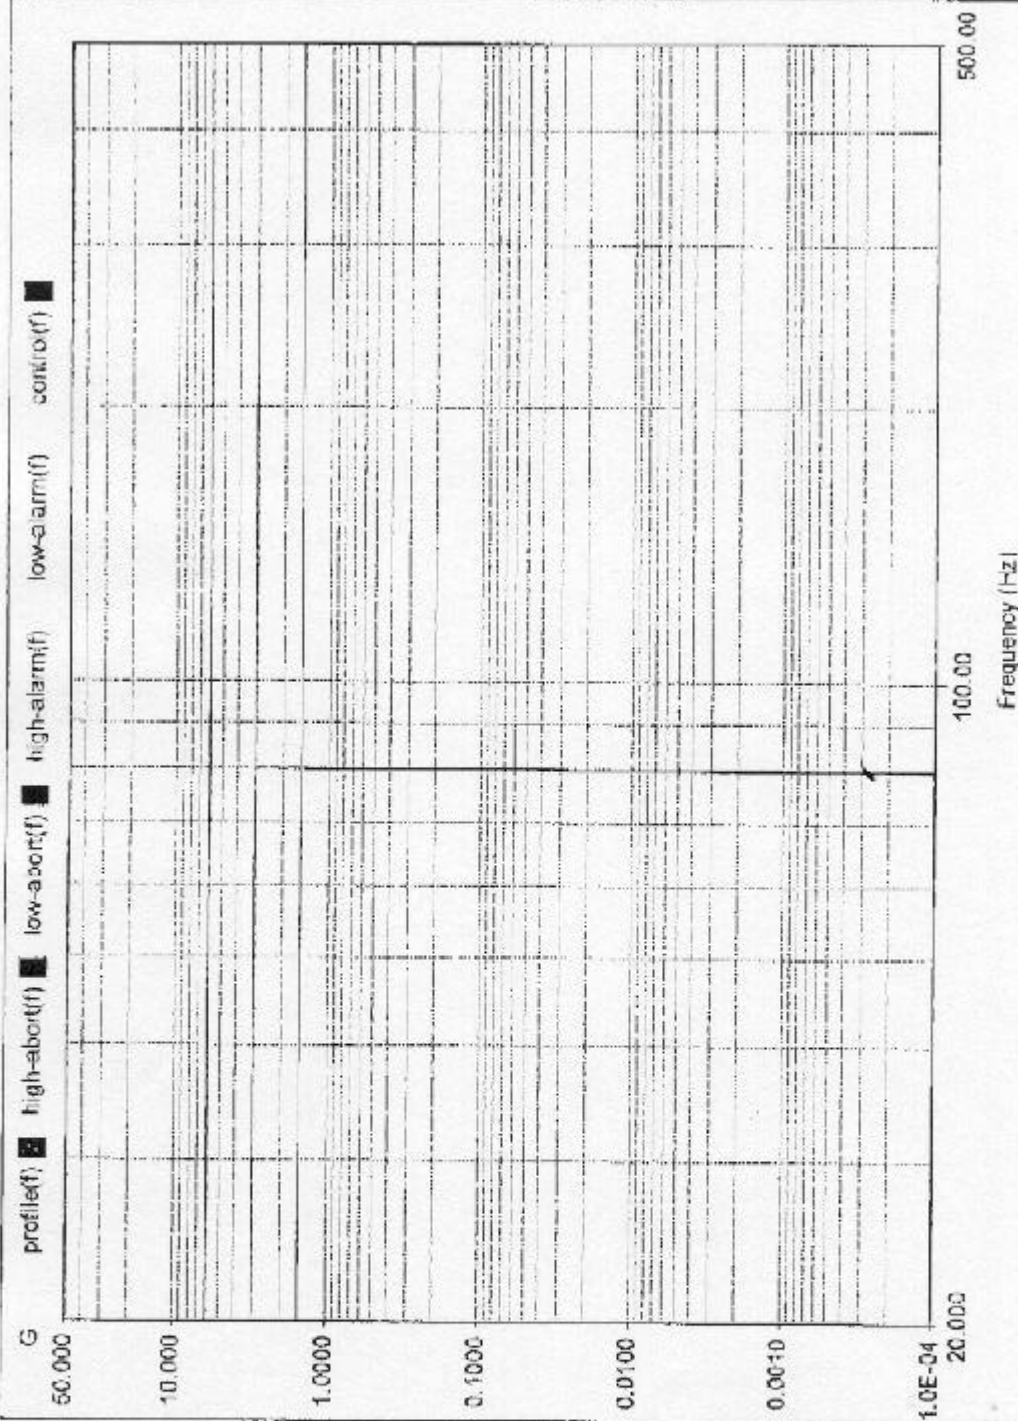 G profile(f) high-abort(f) low-abort(f) high-alarm(f) low-alarm(f) control(f)
50.000
10.000
1.0000
0.1000
0.0100
0.0010
1.0E-04
20.000 100.00 500.00
Frequency (Hz)